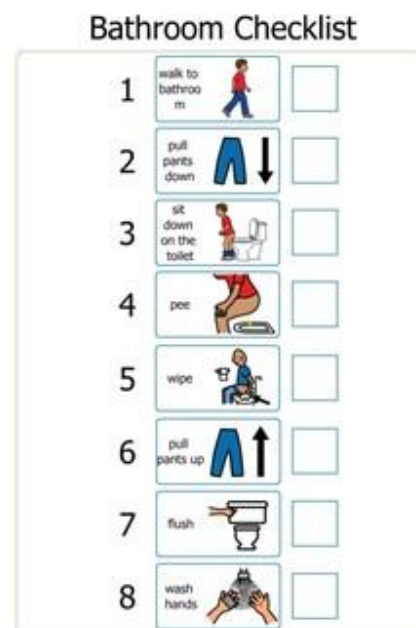 Bathroom Checklist
1
walk to
bathroo
m
2
pull
pants
down
3
sit
down
on the
toilet
4
pee
5
wipe
6
pull
pants up
7
flush
8
wash
hands